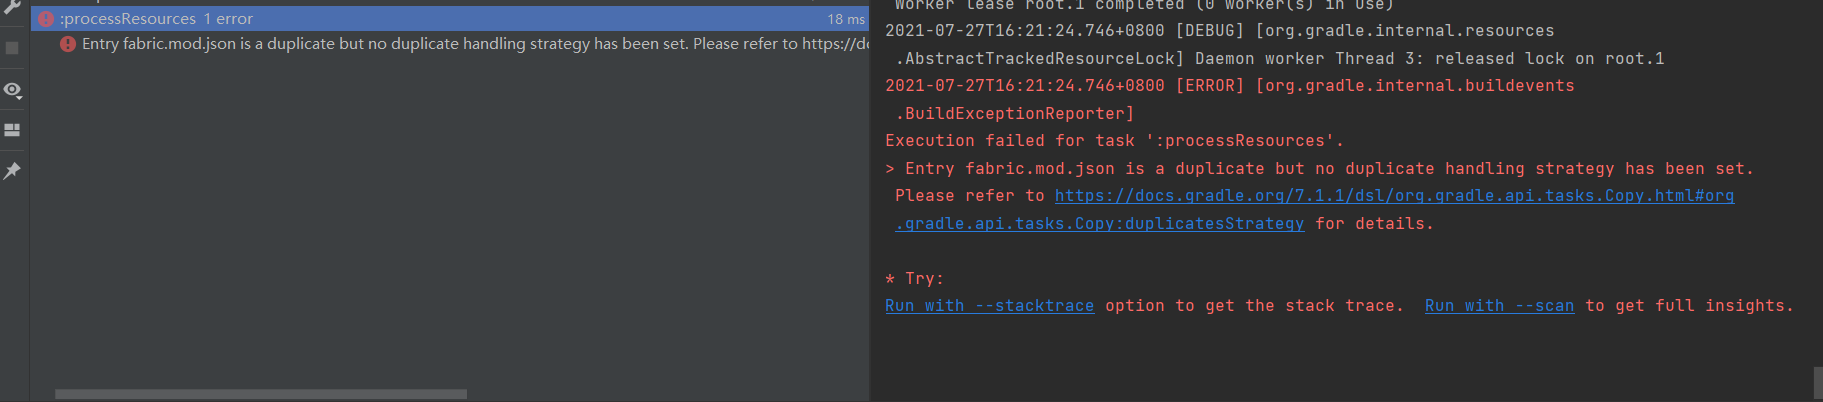 :processResources 1 error
18 ms
Entry fabric.mod.json is a duplicate but no duplicate handling strategy has been set. Please refer to https://do
Worker lease root.1 completed (0 worker(s) in use)
2021-07-27T16:21:24.746+0800 [DEBUG] [org.gradle.internal.resources
.AbstractTrackedResourceLock] Daemon worker Thread 3: released lock on root.1
2021-07-27T16:21:24.746+0800 [ERROR] [org.gradle.internal.buildevents
.BuildExceptionReporter]
Execution failed for task ':processResources'.
> Entry fabric.mod.json is a duplicate but no duplicate handling strategy has been set.
Please refer to https://docs.gradle.org/7.1.1/dsl/org.gradle.api.tasks.Copy.html#org
.gradle.api.tasks.Copy:duplicatesStrategy for details.
* Try:
Run with --stacktrace option to get the stack trace. Run with --scan to get full insights.